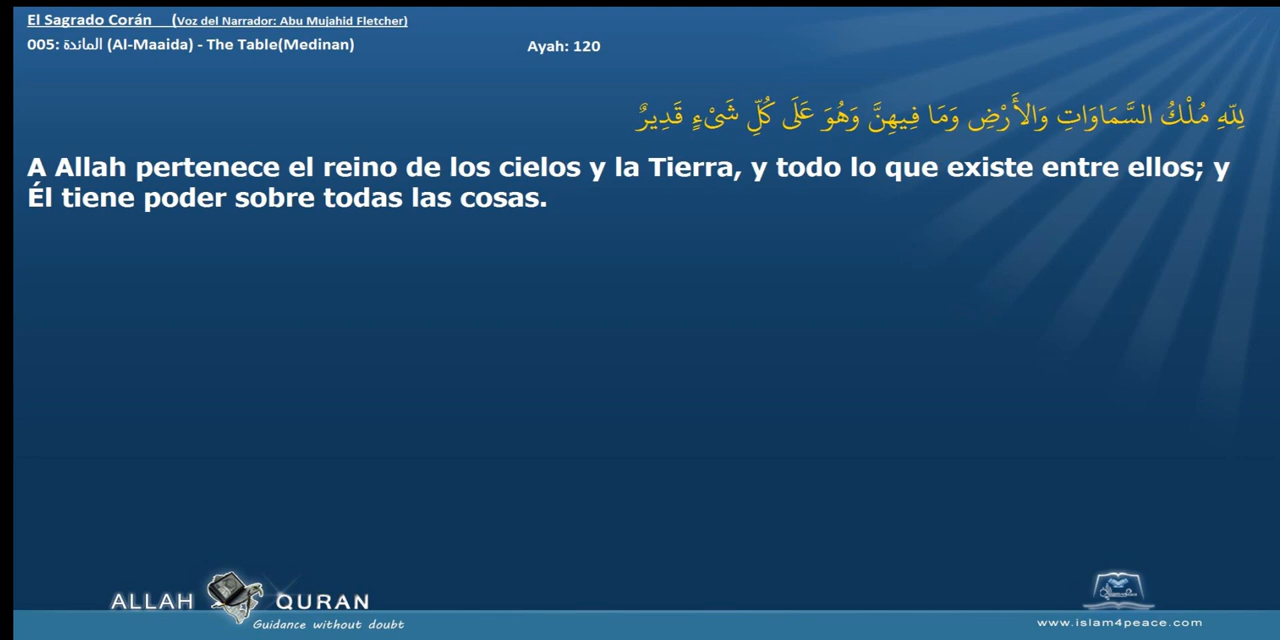 El Sagrado Corán (Voz del Narrador: Abu Mujahid Fletcher)
005: المائدة (Al-Maaida) - The Table(Medinan)
Ayah: 120
لِلّهِ مُلْكُ السَّمَاوَاتِ وَالأَرْضِ وَمَا فِيهِنَّ وَهُوَ عَلَى كُلِّ شَيْءٍ قَدِيرٌ
A Allah pertenece el reino de los cielos y la Tierra, y todo lo que existe entre ellos; y
Él tiene poder sobre todas las cosas.
ALLAH QURAN
Guidance without doubt
www.islam4peace.com